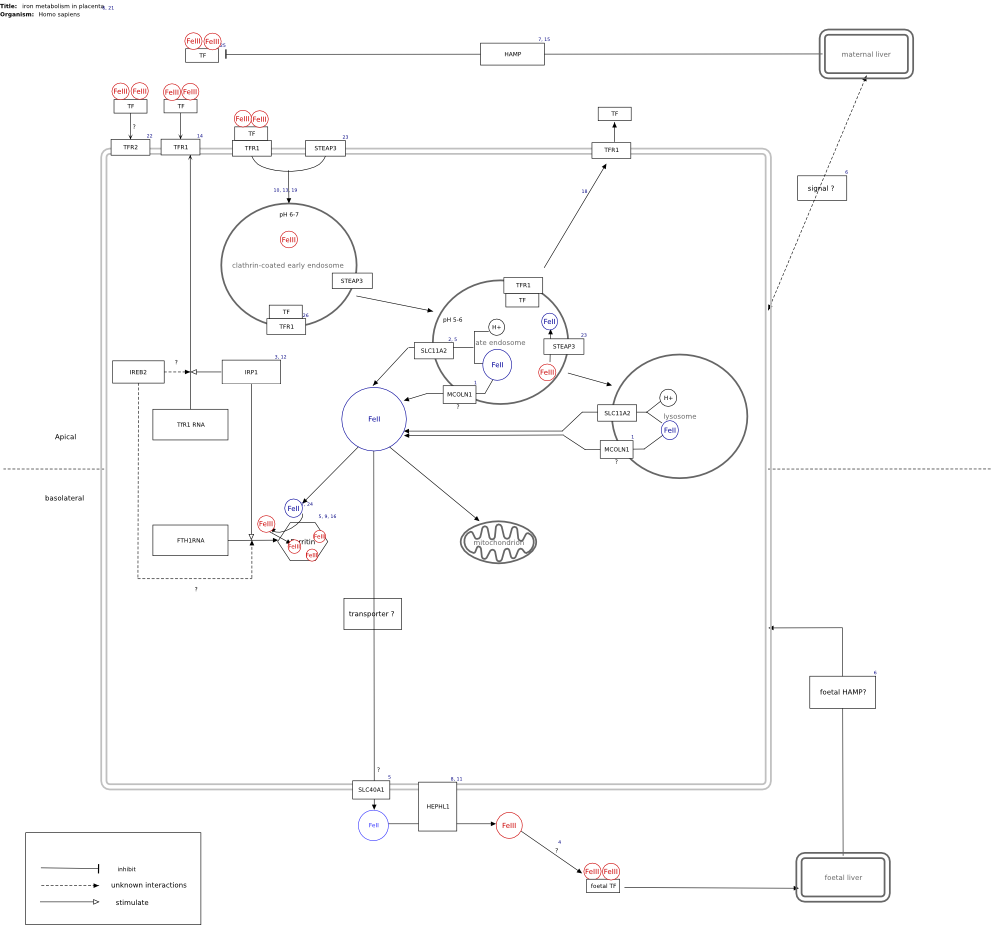 Title: iron metabolism in placenta 21
Organism: Homo sapiens
FeIII FeIII
TF
7, 15
HAMP
maternal liver
FeIII FeIII
TF
?
22
TFR2
FeIII FeIII
TF
14
TFR1
FeIII FeIII
TF
TFR1
23
STEAP3
TF
TFR1
6
signal ?
10, 13, 19
18
pH 6-7
FeIII
clathrin-coated early endosome
STEAP3
TF
26
TFR1
TFR1
TF
pH 5-6
H+
FeII
2, 5
SLC11A2
ate endosome
FeII
23
STEAP3
FeIII
MCOLN1
?
lysosome
H+
SLC11A2
FeII
1
MCOLN1
?
3, 12
IREB2
?
IRP1
TfR1 RNA
FeII
Apical
basolateral
FeII
24
5, 9, 16
FeIII
FTH1RNA
ritin
FeIII
FeIII
FeIII
mitochondrion
?
transporter ?
6
foetal HAMP?
?
5
SLC40A1
8, 11
HEPHL1
FeII
FeIII
4
?
FeIII FeIII
foetal TF
foetal liver
inhibit
unknown interactions
stimulate